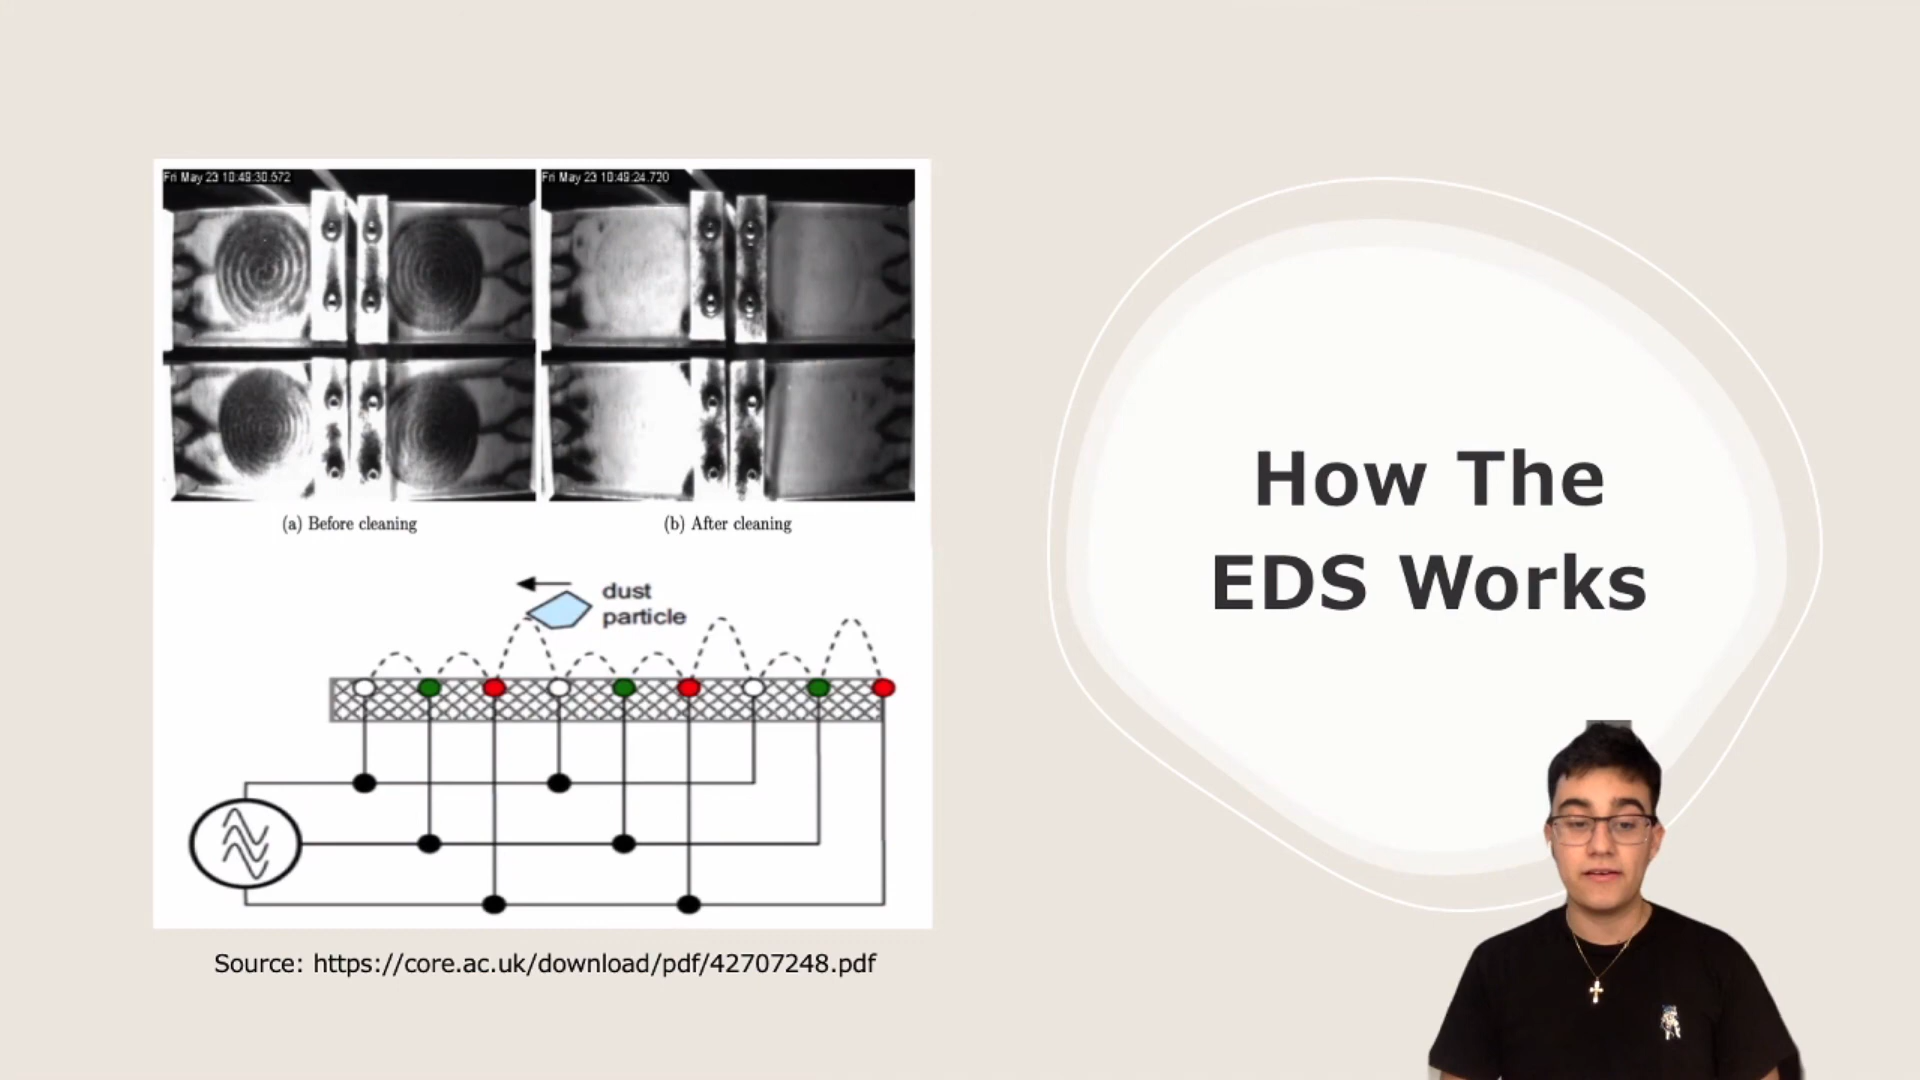 Fri May 23 10:49:30.572
Fri May 23 10:49:24.720
(a) Before cleaning
(b) After cleaning
dust
particle
Source: https://core.ac.uk/download/pdf/42707248.pdf
How The
EDS Works